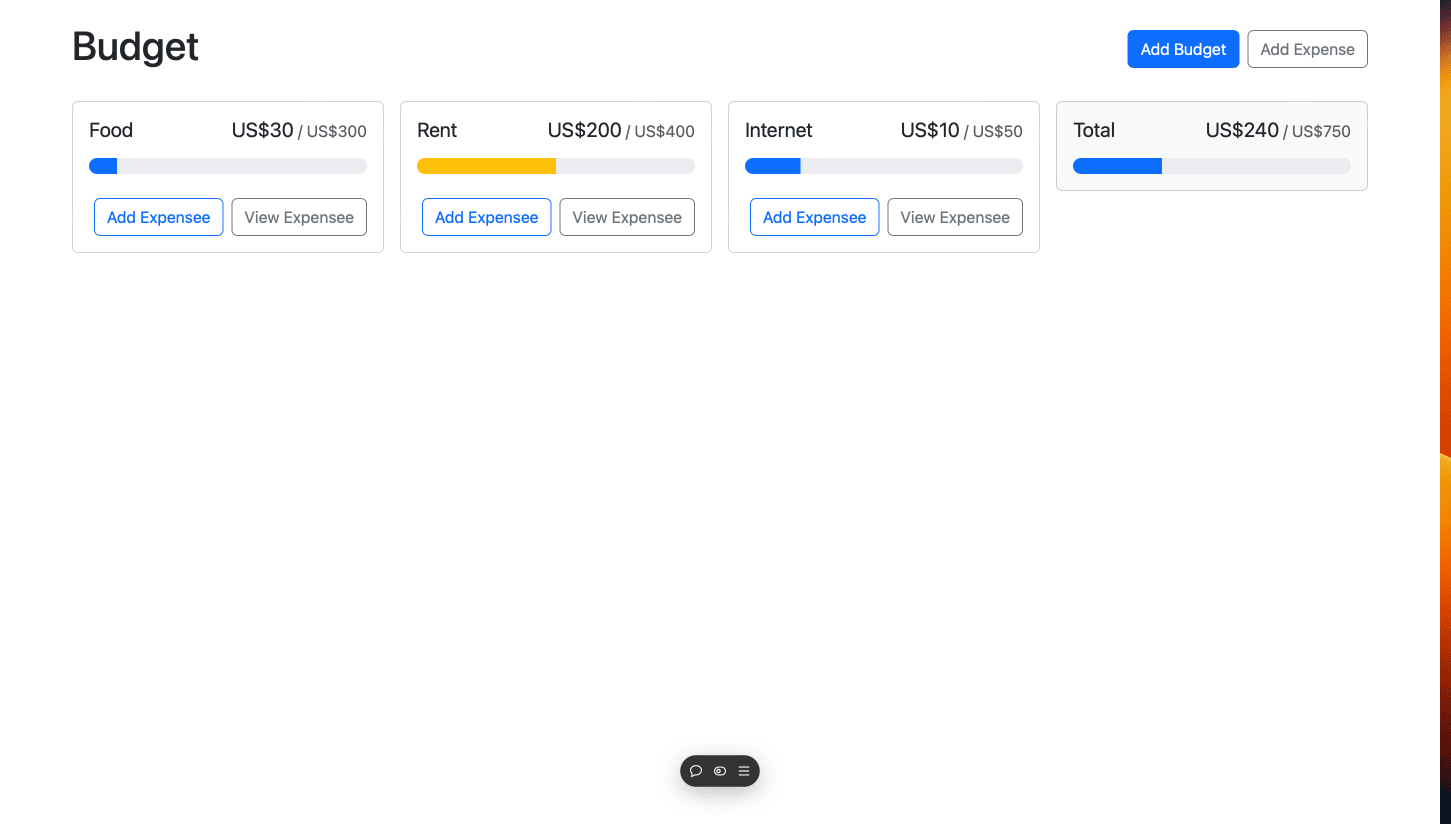 Budget
Add Budget Add Expense
Food US$30 / US$300
Add Expensee View Expensee
Rent US$200 / US$400
Add Expensee View Expensee
Internet US$10 / US$50
Add Expensee View Expensee
Total US$240 / US$750